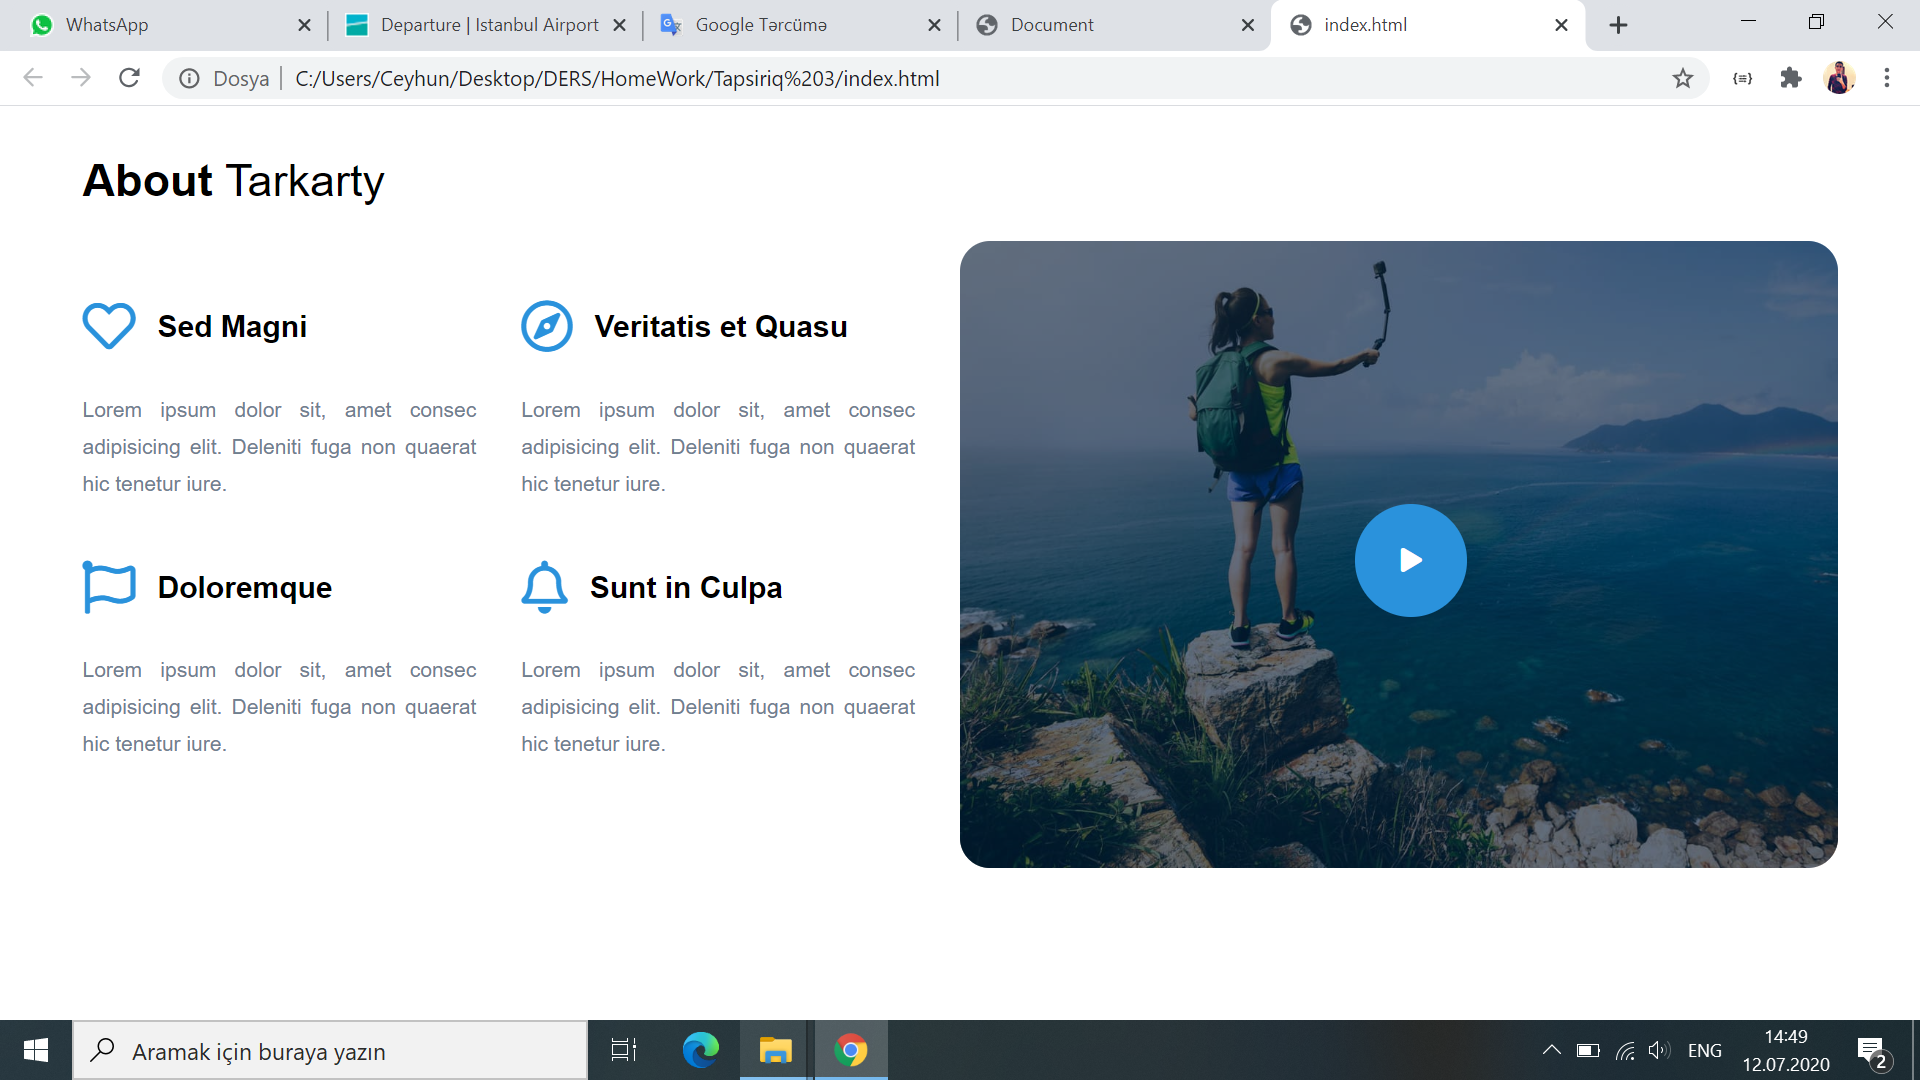 WhatsApp
Departure | Istanbul Airport
Google Tərcümə
Document
index.html
Dosya
C:/Users/Ceyhun/Desktop/DERS/HomeWork/Tapsiriq%203/index.html
About Tarkarty
Sed Magni
Lorem ipsum dolor sit, amet consec
adipisicing elit. Deleniti fuga non quaerat
hic tenetur iure.
Veritatis et Quasu
Lorem ipsum dolor sit, amet consec
adipisicing elit. Deleniti fuga non quaerat
hic tenetur iure.
Doloremque
Lorem ipsum dolor sit, amet consec
adipisicing elit. Deleniti fuga non quaerat
hic tenetur iure.
Sunt in Culpa
Lorem ipsum dolor sit, amet consec
adipisicing elit. Deleniti fuga non quaerat
hic tenetur iure.
Aramak için buraya yazın
ENG
14:49
12.07.2020
2